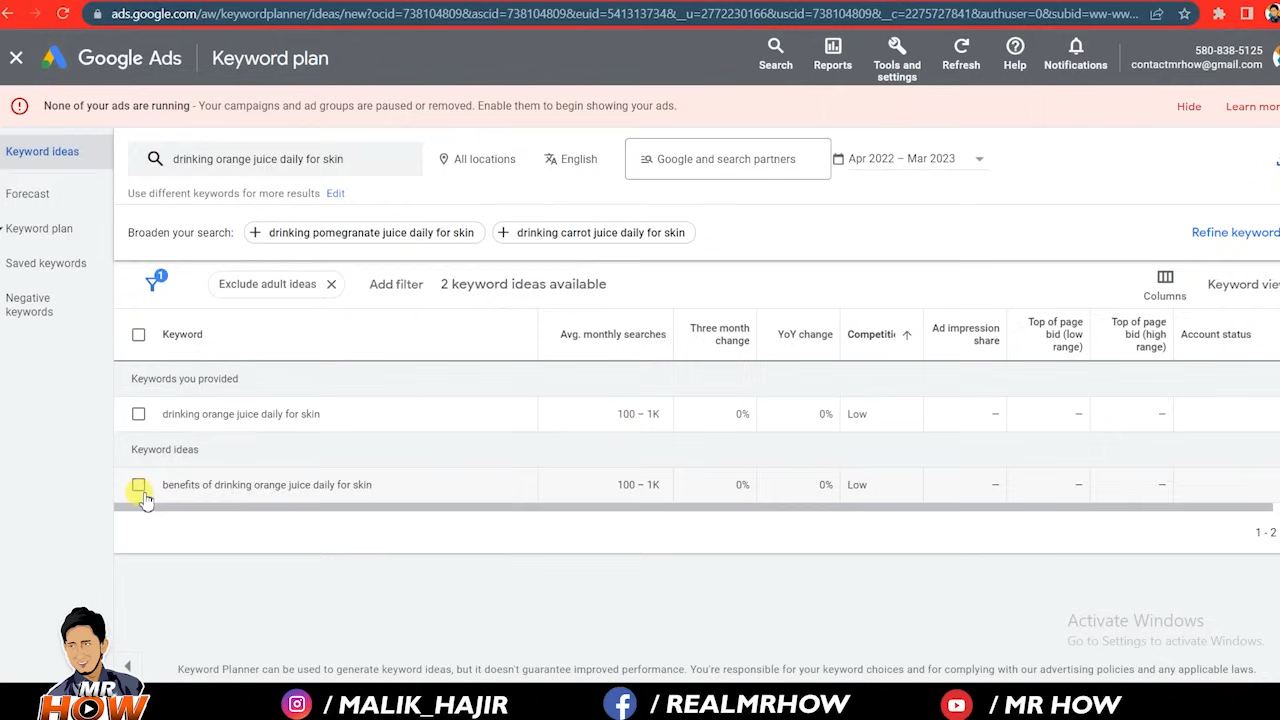 ads.google.com/aw/keywordplanner/ideas/new?ocid=738104809&ascid=738104809&euid=541313734&__u=2772230166&uscid=738104809&__c=2275727841&authuser=0&subid=ww-ww...
Google Ads
Keyword plan
Search
Reports
Tools and
settings
Refresh
Help
Notifications
580-838-5125
contactmrhow@gmail.com
None of your ads are running - Your campaigns and ad groups are paused or removed. Enable them to begin showing your ads.
Hide
Learn mor
Keyword ideas
Forecast
Keyword plan
Saved keywords
Negative
keywords
drinking orange juice daily for skin
All locations
English
Google and search partners
Apr 2022 – Mar 2023
Use different keywords for more results Edit
Broaden your search:
drinking pomegranate juice daily for skin
drinking carrot juice daily for skin
Refine keyword
1
Exclude adult ideas
Add filter
2 keyword ideas available
Columns
Keyword vie
Keyword
Avg. monthly searches
Three month
change
YoY change
Competitic
Ad impression
share
Top of page
bid (low
range)
Top of page
bid (high
range)
Account status
Keywords you provided
drinking orange juice daily for skin 100 – 1K 0% 0% Low – – –
Keyword ideas
benefits of drinking orange juice daily for skin 100 – 1K 0% 0% Low – – –
1 - 2
Activate Windows
Go to Settings to activate Windows.
Keyword Planner can be used to generate keyword ideas, but it doesn't guarantee improved performance. You're responsible for your keyword choices and for complying with our advertising policies and any applicable laws.
MR
HOW
/ MALIK_HAJIR
/ REALMRHOW
/ MR HOW